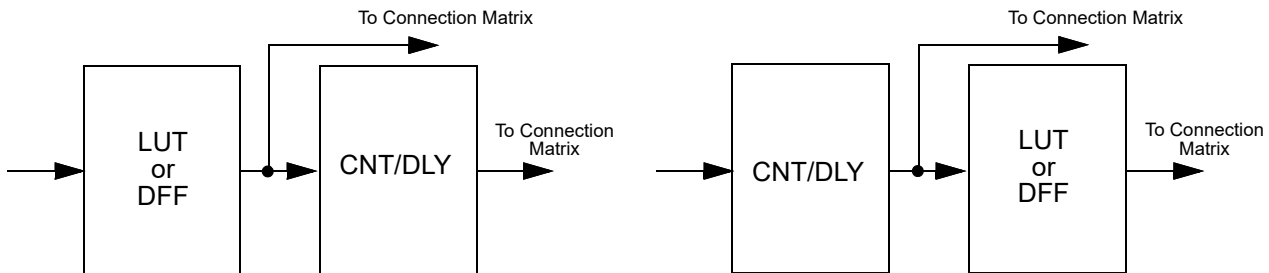 To Connection Matrix
LUT
or
DFF
CNT/DLY
To Connection
Matrix
To Connection Matrix
CNT/DLY
LUT
or
DFF
To Connection
Matrix